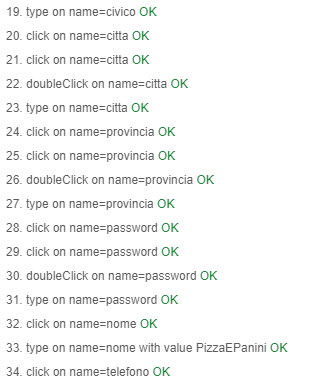 19. type on name=civico OK
20. click on name=citta OK
21. click on name=citta OK
22. doubleClick on name=citta OK
23. type on name=citta OK
24. click on name=provincia OK
25. click on name=provincia OK
26. doubleClick on name=provincia OK
27. type on name=provincia OK
28. click on name=password OK
29. click on name=password OK
30. doubleClick on name=password OK
31. type on name=password OK
32. click on name=nome OK
33. type on name=nome with value PizzaEPanini OK
34. click on name=telefono OK